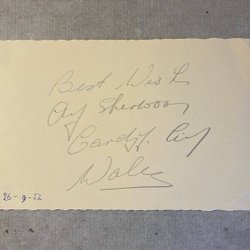 Best Wish
Alf Sherwood
Cardiff. City
Wales
26-9-52